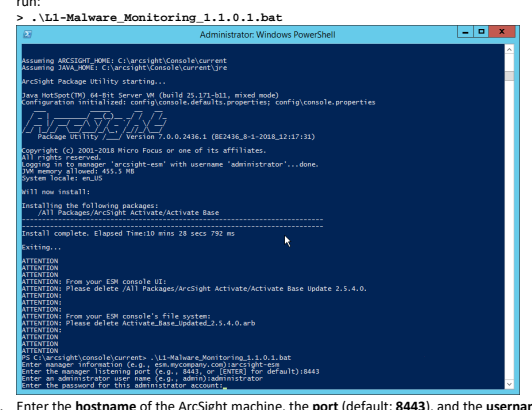 run:
> .\L1-Malware_Monitoring_1.1.0.1.bat
Administrator: Windows PowerShell
Assuming ARCSIGHT_HOME: C:\arcsight\Console\current
Assuming JAVA_HOME: C:\arcsight\Console\current\jre
ArcSight Package Utility starting...
Java HotSpot(TM) 64-Bit Server VM (build 25.171-b11, mixed mode)
Configuration initialized: config\console.defaults.properties; config\console.properties
Package Utility /___/ Version 7.0.0.2436.1 (BE2436_8-1-2018_12:17:31)
Copyright (c) 2001-2018 Micro Focus or one of its affiliates.
All rights reserved.
Logging in to manager 'arcsight-esm' with username 'administrator'...done.
JVM memory allowed: 455.5 MB
System locale: en_US
Will now install:
Installing the following packages:
/All Packages/ArcSight Activate/Activate Base
Install complete. Elapsed Time:10 mins 28 secs 792 ms
Exiting...
ATTENTION
ATTENTION
ATTENTION: From your ESM console UI:
ATTENTION: Please delete /All Packages/ArcSight Activate/Activate Base Update 2.5.4.0.
ATTENTION:
ATTENTION:
ATTENTION:
ATTENTION: From your ESM console's file system:
ATTENTION: Please delete Activate_Base_Updated_2.5.4.0.arb
ATTENTION
ATTENTION
ATTENTION
ATTENTION
PS C:\arcsight\console\current> .\L1-Malware_Monitoring_1.1.0.1.bat
Enter manager information (e.g., esm.mycompany.com):arcsight-esm
Enter the manager listening port (e.g., 8443, or [ENTER] for default):8443
Enter an administrator user name (e.g., admin):administrator
Enter the password for this administrator account:
Enter the hostname of the ArcSight machine, the port (default: 8443), and the